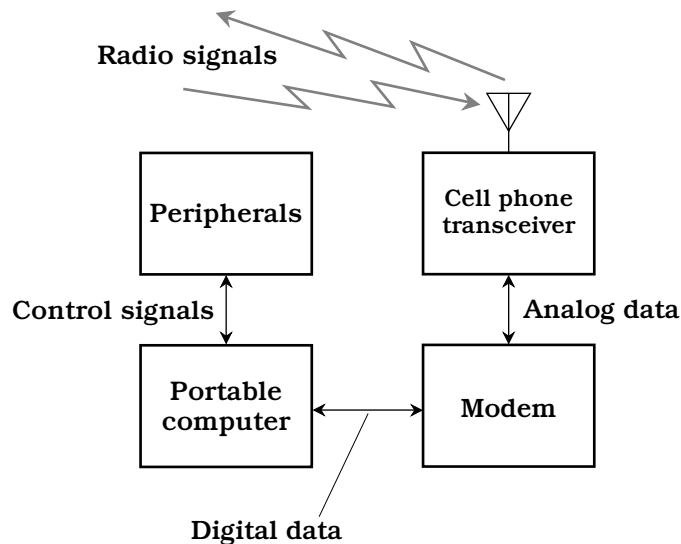 Radio signals
Peripherals
Cell phone
transceiver
Control signals
Analog data
Portable
computer
Modem
Digital data